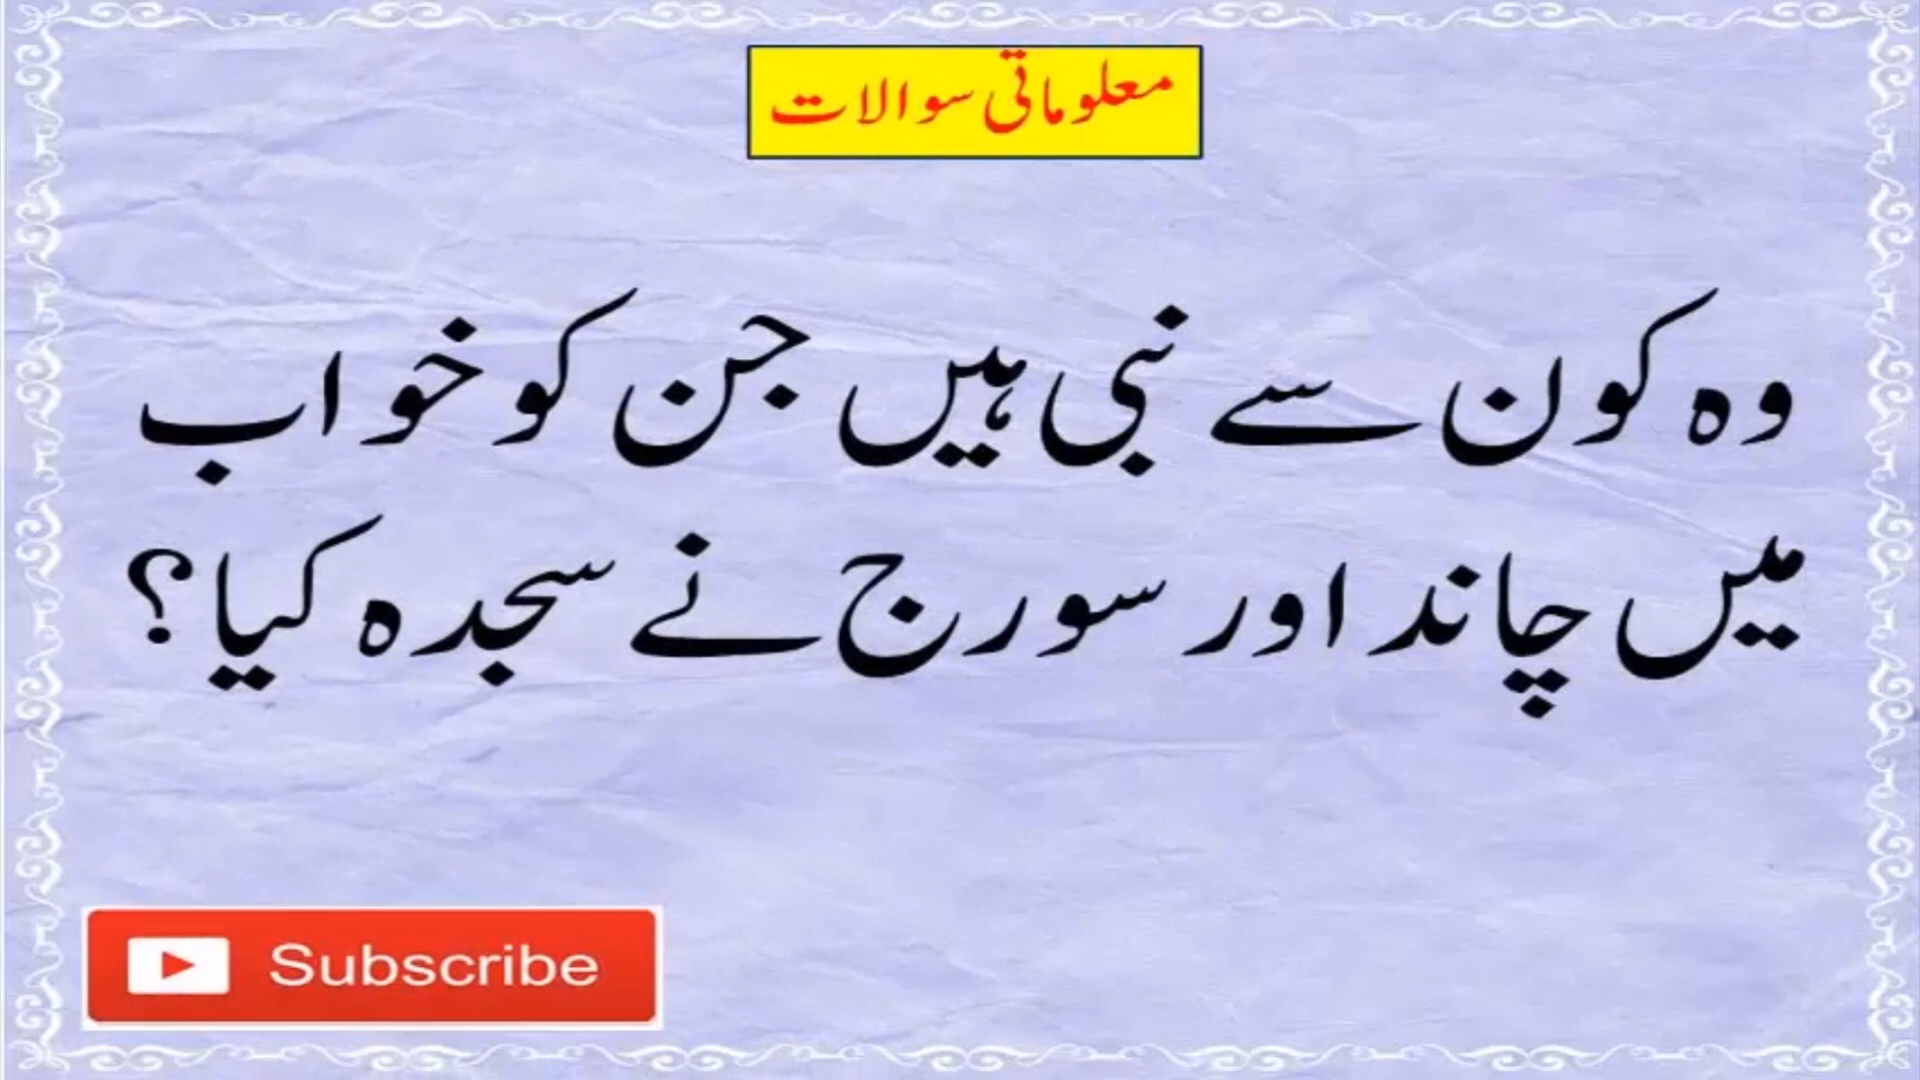 معلوماتی سوالات
وہ کون سے نبی ہیں جن کو خواب
میں چاند اور سورج نے سجدہ کیا؟
Subscribe